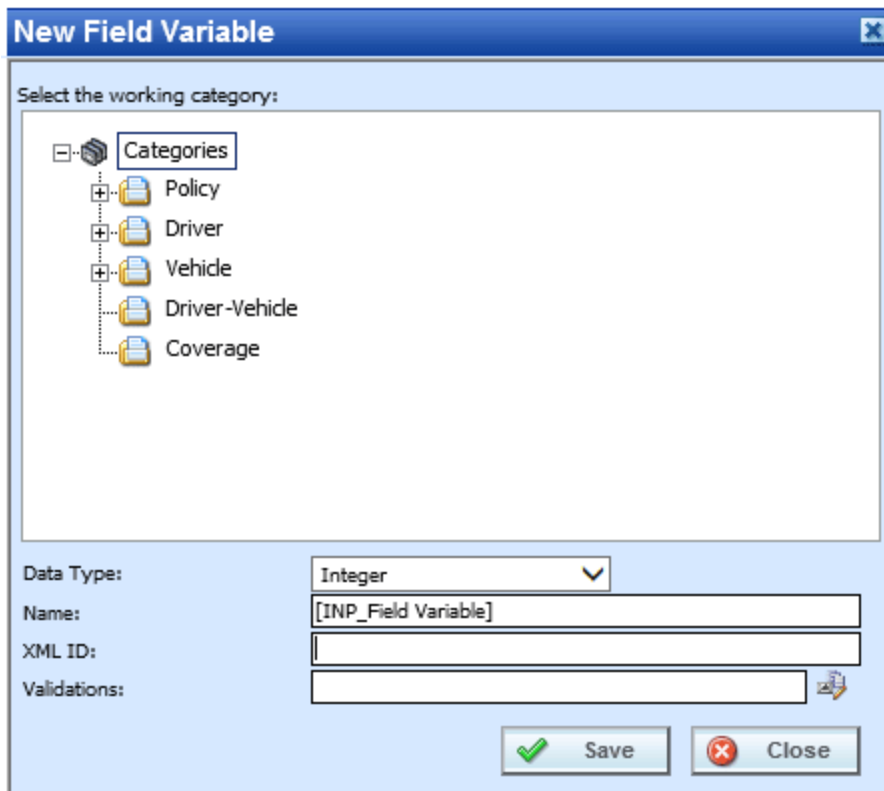 New Field Variable
Select the working category:
Categories
Policy
Driver
Vehicle
Driver-Vehicle
Coverage
Data Type: Integer
Name: [INP_Field Variable]
XML ID:
Validations:
Save Close